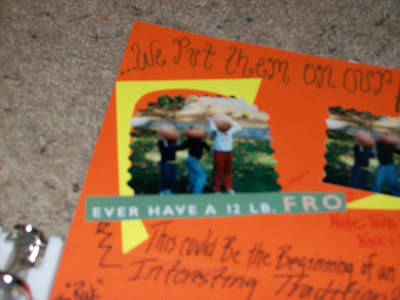 ...We Put them on our
EVER HAVE A 12 LB. FRO
This could Be the Beginning of an
Interesting Tradition
"Bat